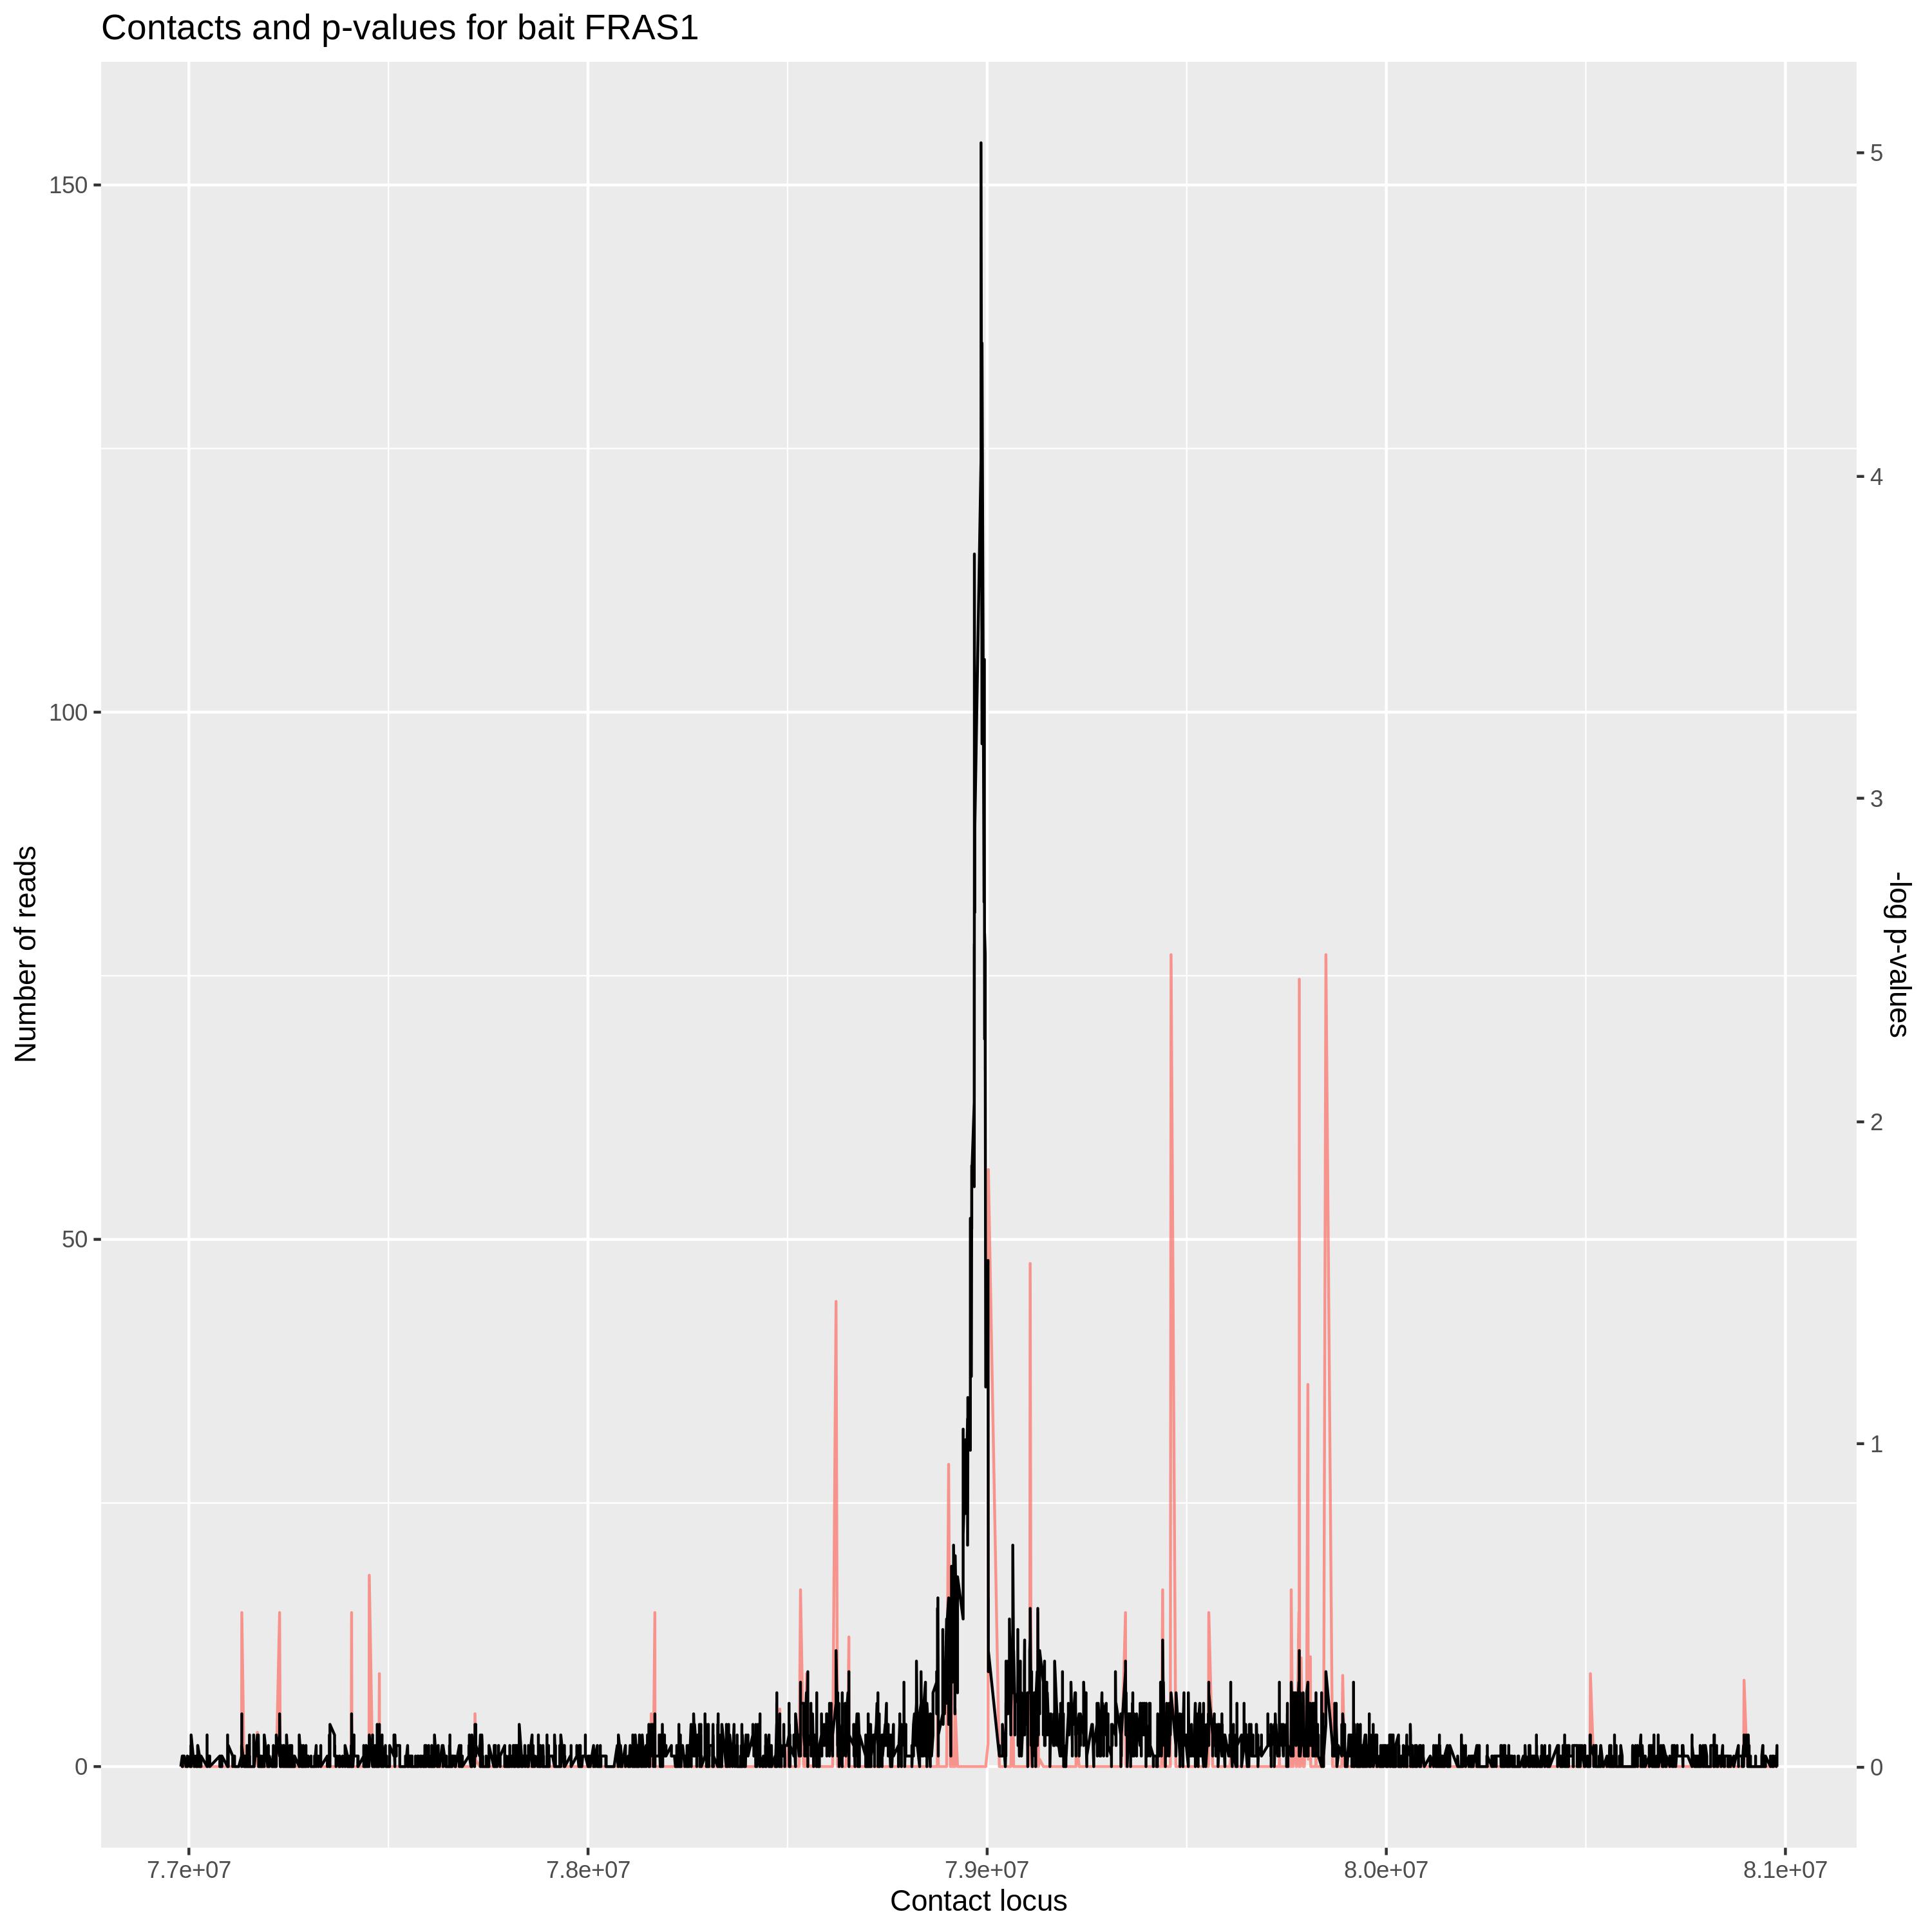 Contacts and p-values for bait FRAS1
150
100
50
0
Number of reads
5
4
3
2
1
0
-log p-values
7.7e+07
7.8e+07
7.9e+07
8.0e+07
8.1e+07
Contact locus